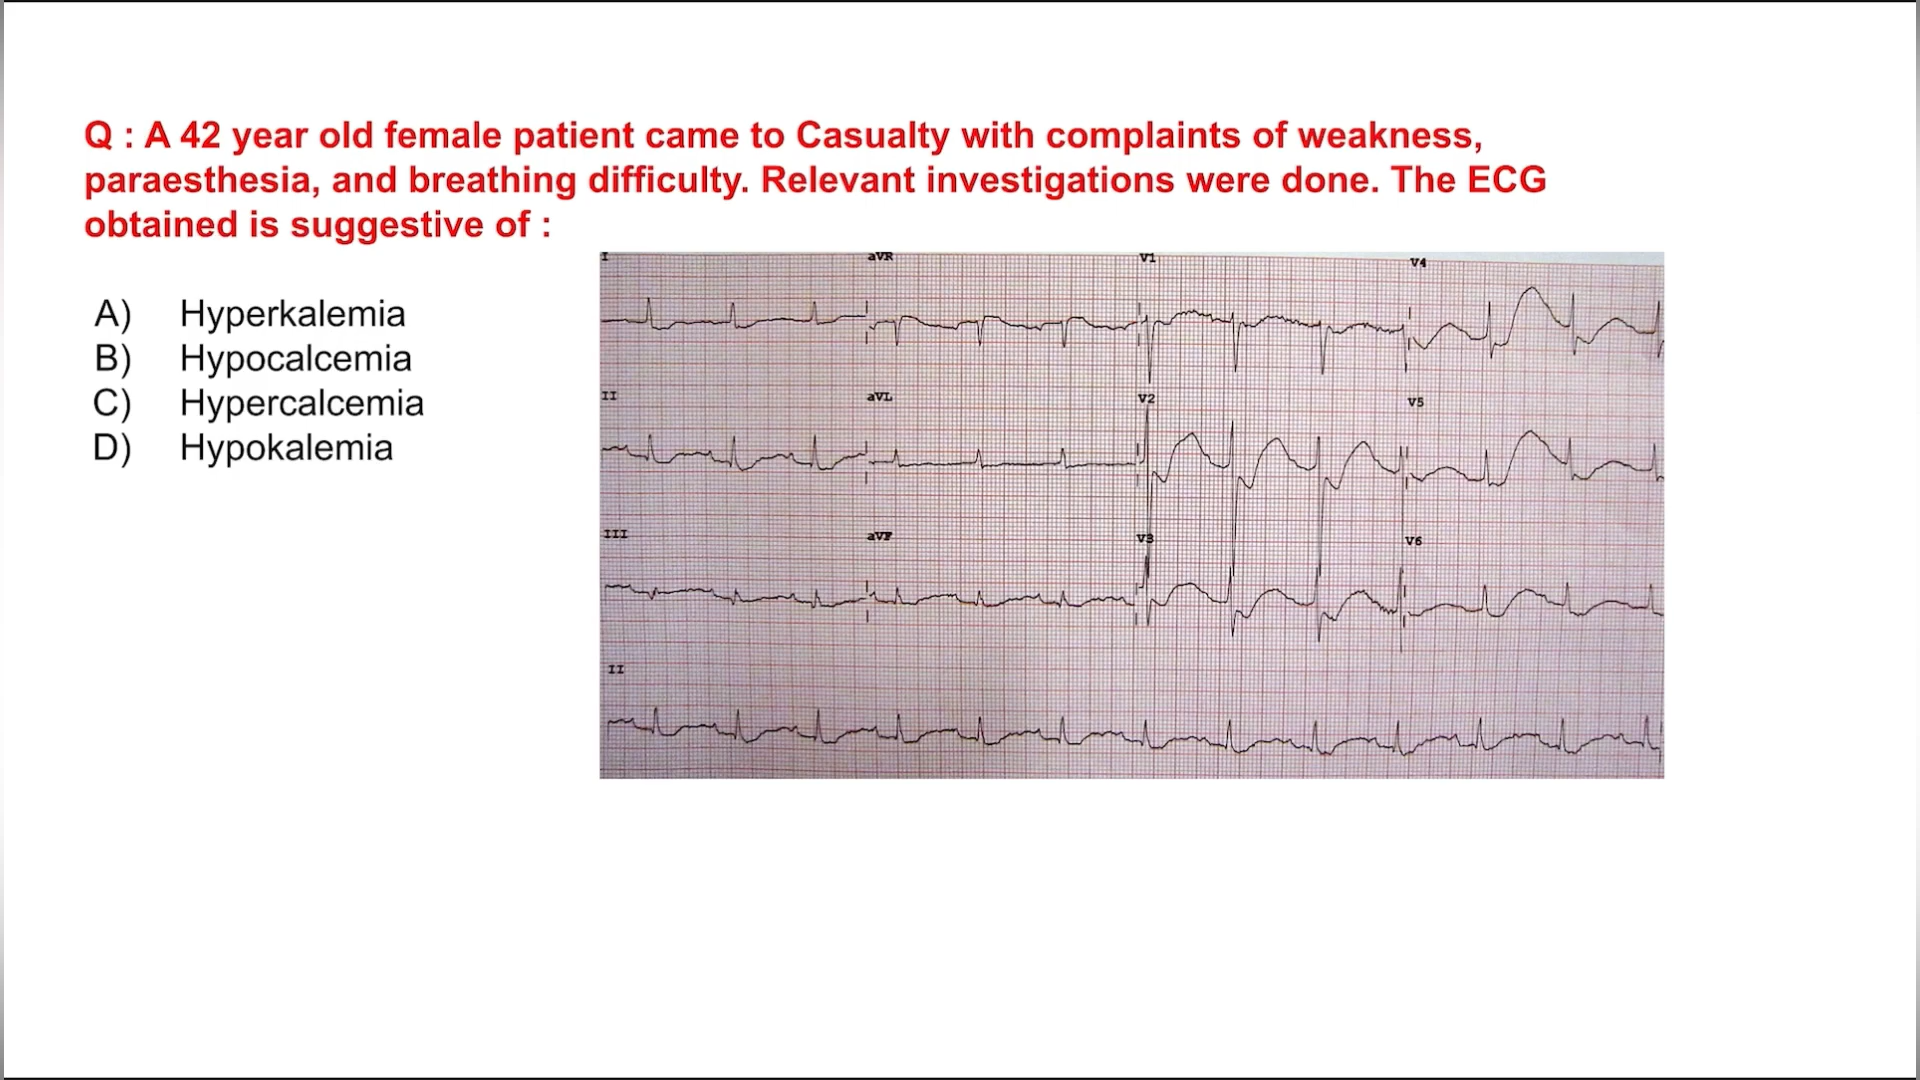 Q : A 42 year old female patient came to Casualty with complaints of weakness,
paraesthesia, and breathing difficulty. Relevant investigations were done. The ECG
obtained is suggestive of :
A) Hyperkalemia
B) Hypocalcemia
C) Hypercalcemia
D) Hypokalemia
I aVR V1 V4
II aVL V2 V5
III aVF V3 V6
II